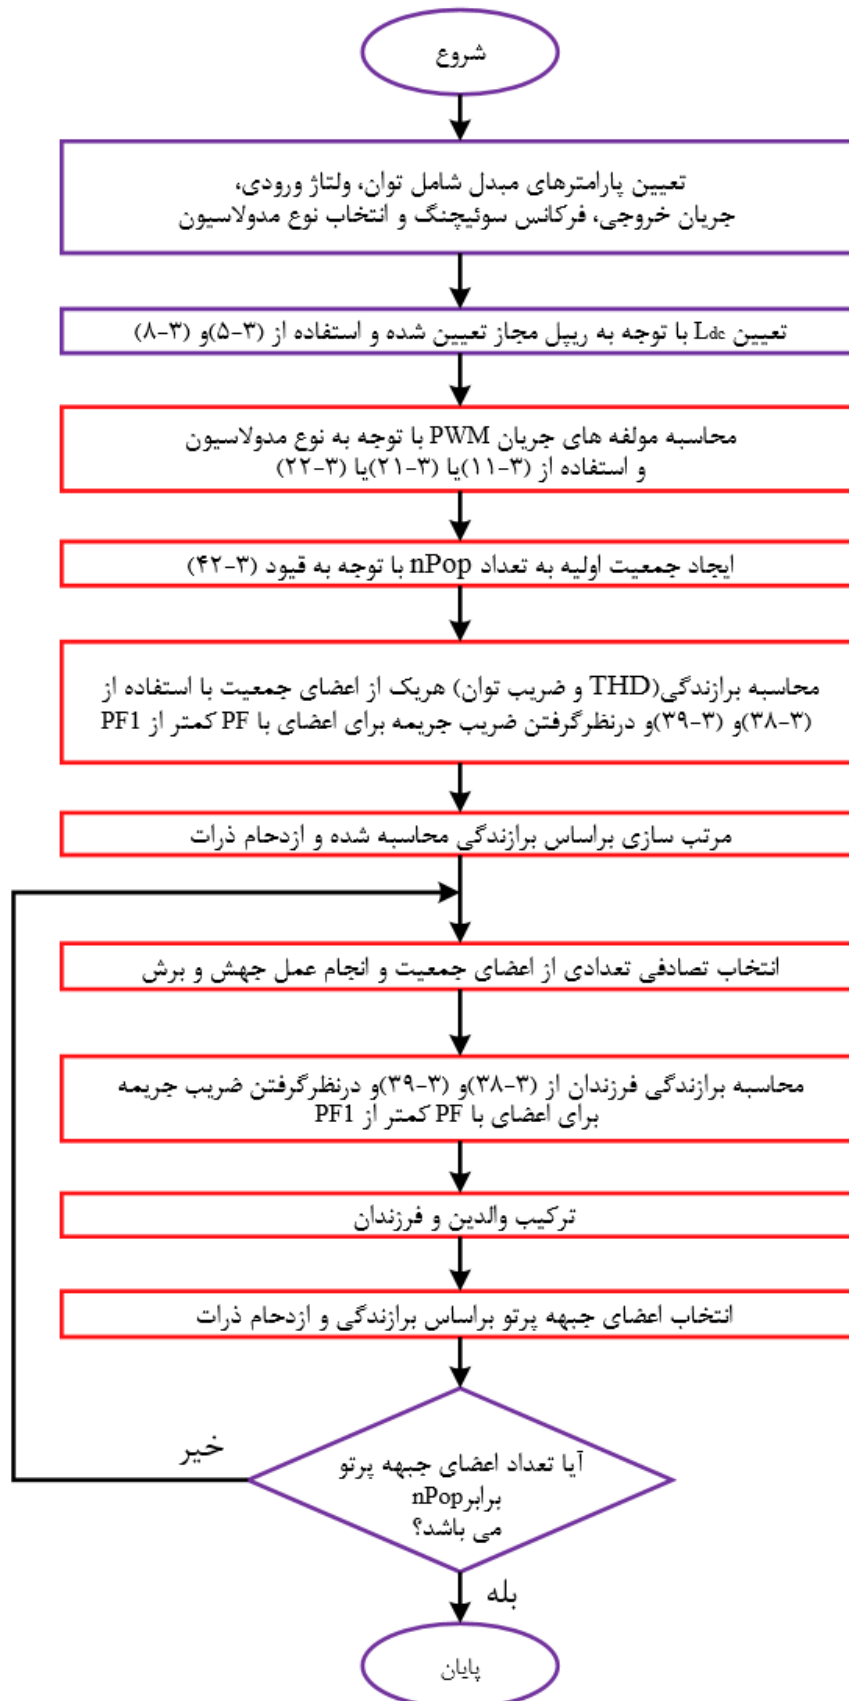 شروع
تعیین پارامترهای مبدل شامل توان، ولتاژ ورودی،
جریان خروجی، فرکانس سوئیچنگ و انتخاب نوع مدولاسیون
تعیین Ldc با توجه به ریپل مجاز تعیین شده و استفاده از (۳-۵)و (۳-۸)
محاسبه مولفه های جریان PWM با توجه به نوع مدولاسیون
و استفاده از (۳-۱۱)یا (۳-۲۱)یا (۳-۲۲)
ایجاد جمعیت اولیه به تعداد nPop با توجه به قیود (۳-۴۲)
محاسبه برازندگی(THD و ضریب توان) هریک از اعضای جمعیت با استفاده از
(۳-۳۸)و (۳-۳۹)و درنظرگرفتن ضریب جریمه برای اعضای با PF کمتر از PF1
مرتب سازی براساس برازندگی محاسبه شده و ازدحام ذرات
انتخاب تصادفی تعدادی از اعضای جمعیت و انجام عمل جهش و برش
محاسبه برازندگی فرزندان از (۳-۳۸)و (۳-۳۹)و درنظرگرفتن ضریب جریمه
برای اعضای با PF کمتر از PF1
ترکیب والدین و فرزندان
انتخاب اعضای جبهه پرتو براساس برازندگی و ازدحام ذرات
آیا تعداد اعضای جبهه پرتو
برابرnPop
می باشد؟
خیر
بله
پایان